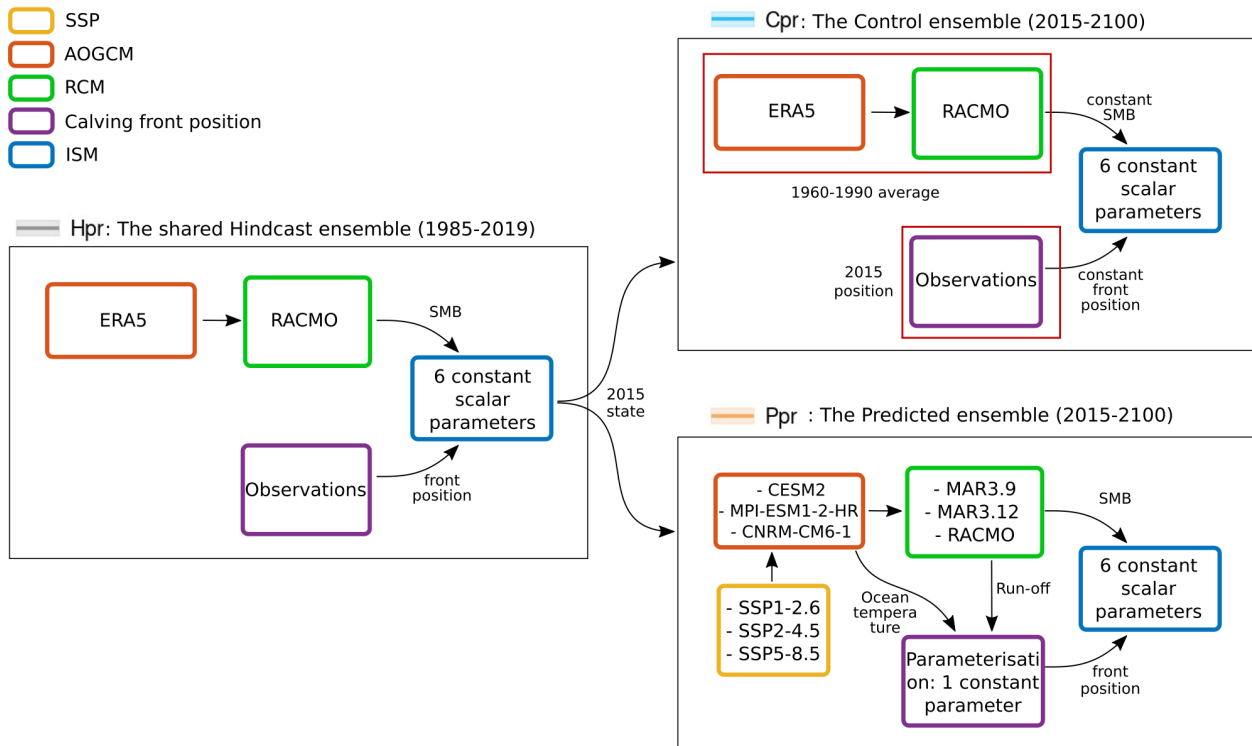 SSP
AOGCM
RCM
Calving front position
ISM
Hpr: The shared Hindcast ensemble (1985-2019)
ERA5
RACMO
SMB
6 constant
scalar
parameters
Observations
front
position
2015
state
Cpr: The Control ensemble (2015-2100)
ERA5
RACMO
constant
SMB
1960-1990 average
6 constant
scalar
parameters
2015
position
Observations
constant
front
position
Ppr : The Predicted ensemble (2015-2100)
- CESM2
- MPI-ESM1-2-HR
- CNRM-CM6-1
- MAR3.9
- MAR3.12
- RACMO
SMB
6 constant
scalar
parameters
- SSP1-2.6
- SSP2-4.5
- SSP5-8.5
Ocean
tempera
ture
Run-off
Parameterisati
on: 1 constant
parameter
front
position